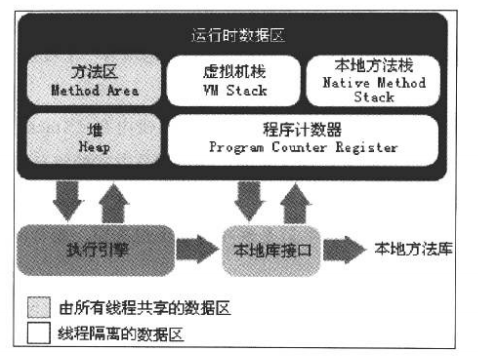 运行时数据区
方法区
Method Area
虚拟机栈
VM Stack
本地方法栈
Native Method
Stack
堆
Heap
程序计数器
Program Counter Register
执行引擎
本地库接口
本地方法库
由所有线程共享的数据区
线程隔离的数据区